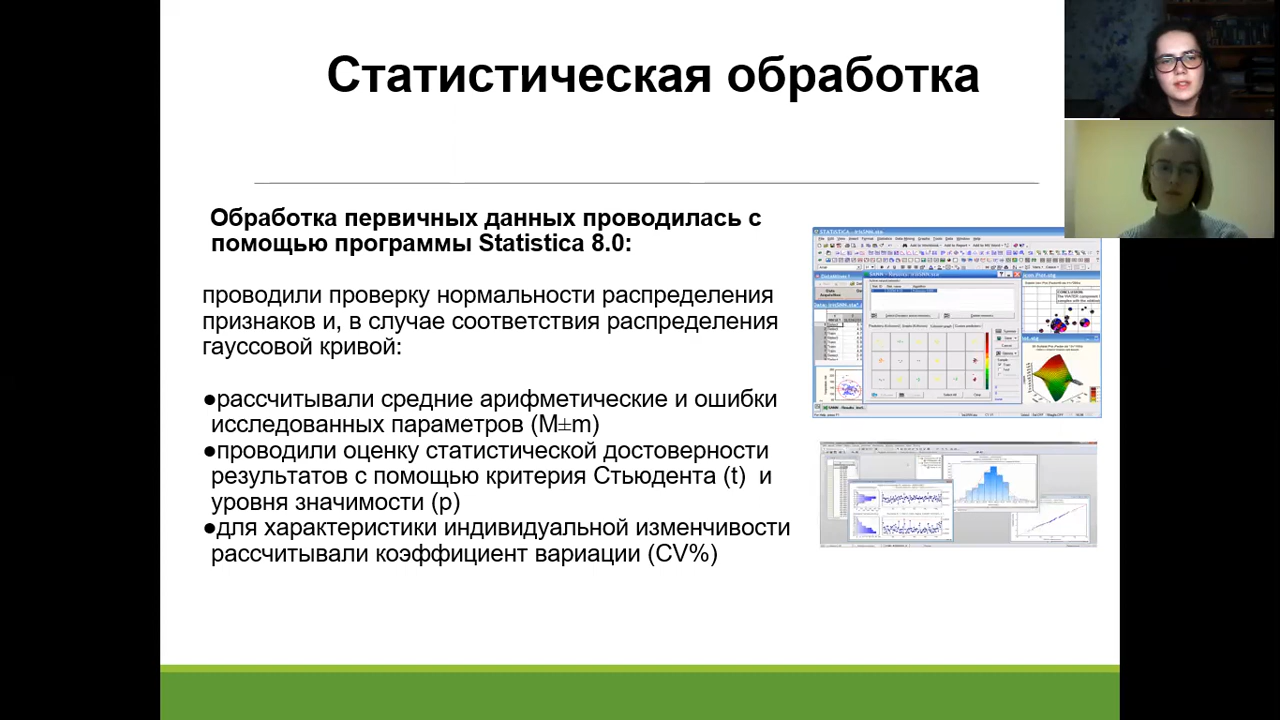 Статистическая обработка
Обработка первичных данных проводилась с
помощью программы Statistica 8.0:
проводили проверку нормальности распределения
признаков и, в случае соответствия распределения
гауссовой кривой:
●рассчитывали средние арифметические и ошибки
исследованных параметров (M±m)
●проводили оценку статистической достоверности
результатов с помощью критерия Стьюдента (t) и
уровня значимости (p)
●для характеристики индивидуальной изменчивости
рассчитывали коэффициент вариации (CV%)